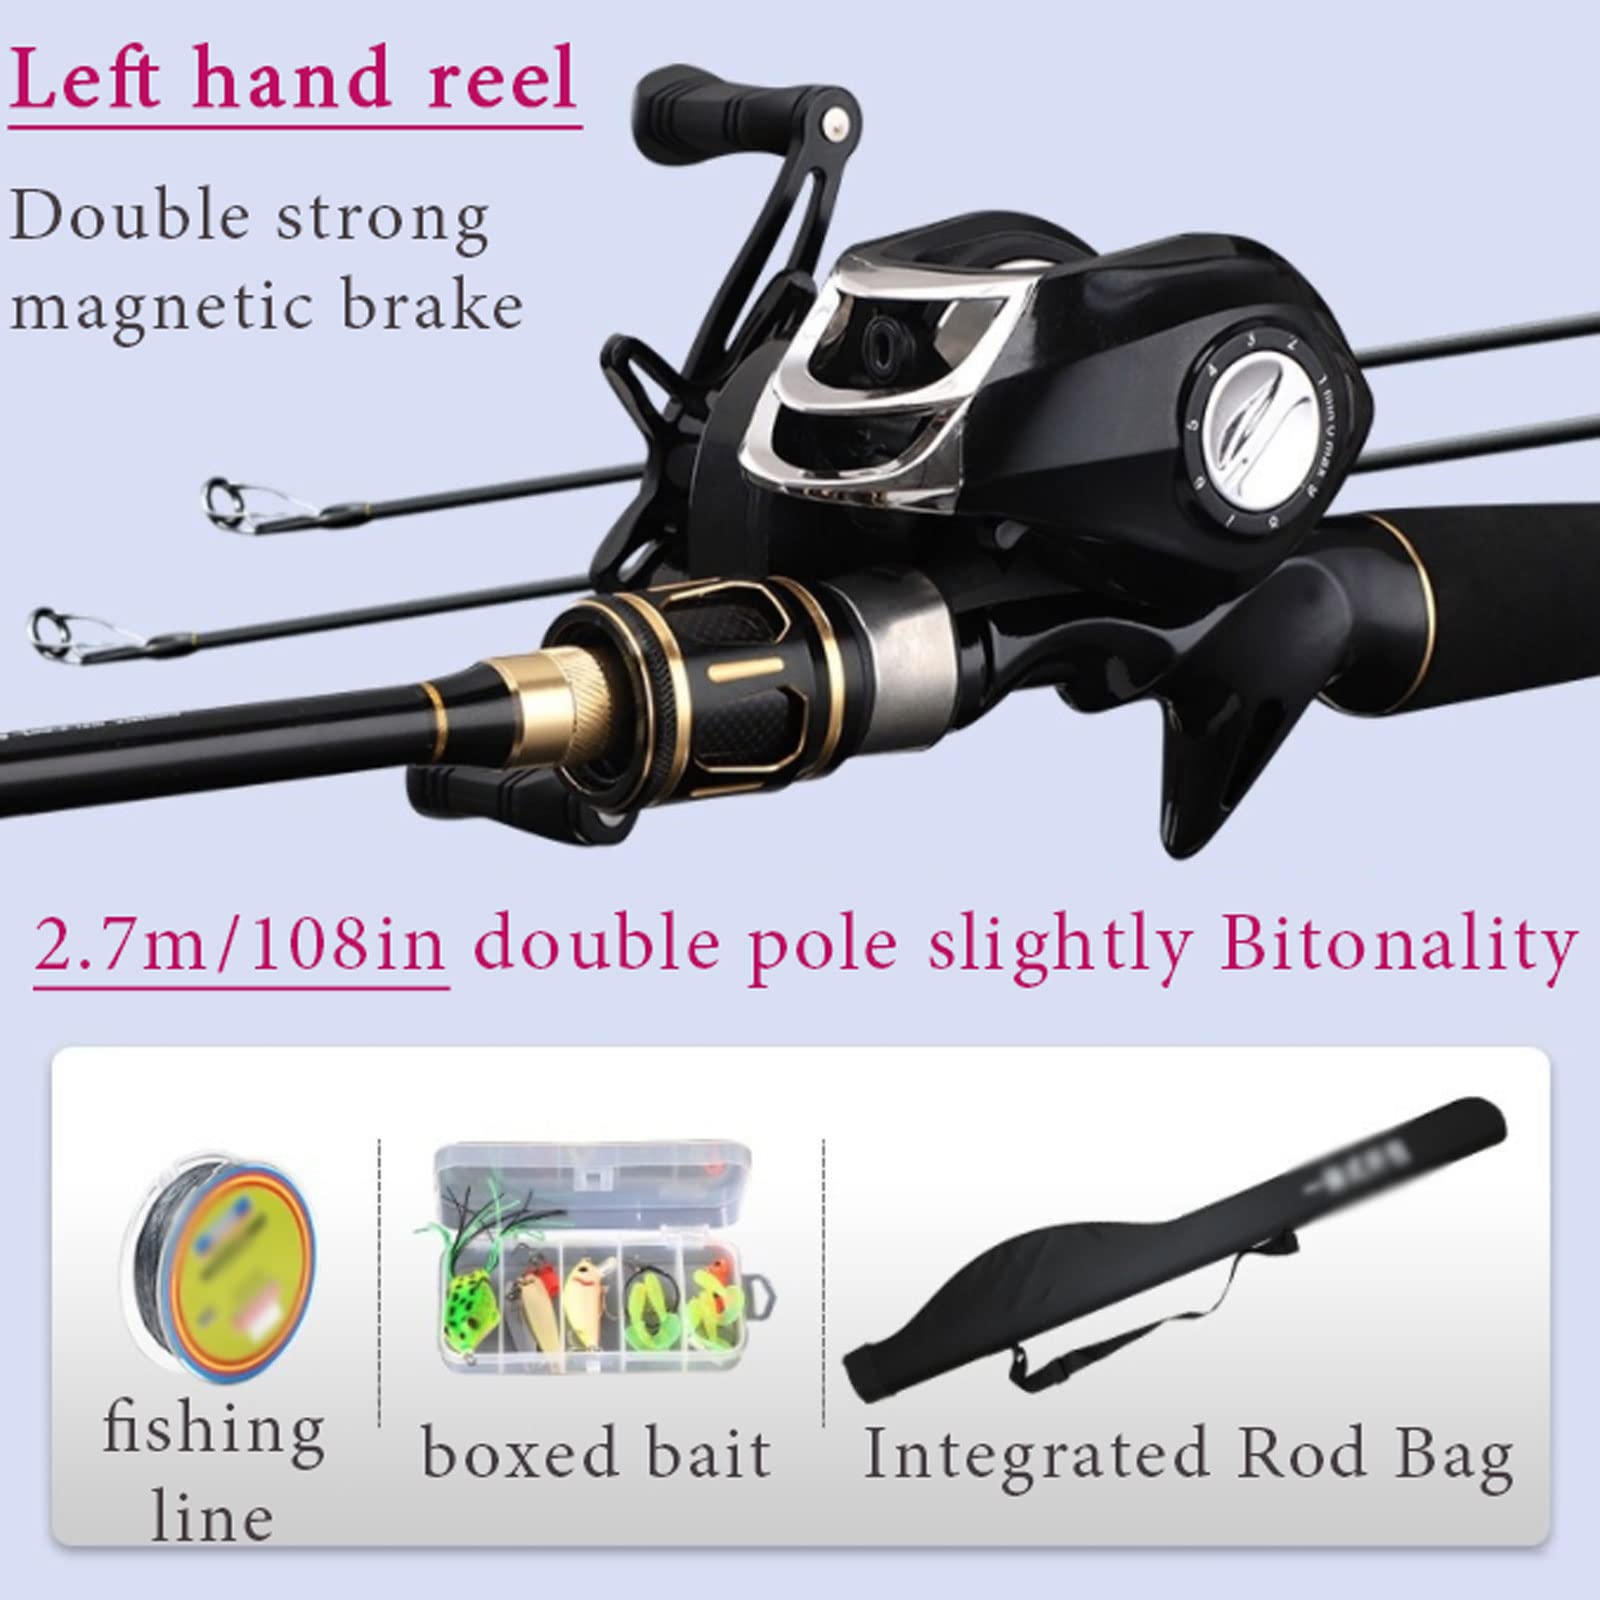 Left hand reel
Double strong
magnetic brake
2.7m/108in double pole slightly Bitonality
fishing
line
boxed bait
Integrated Rod Bag